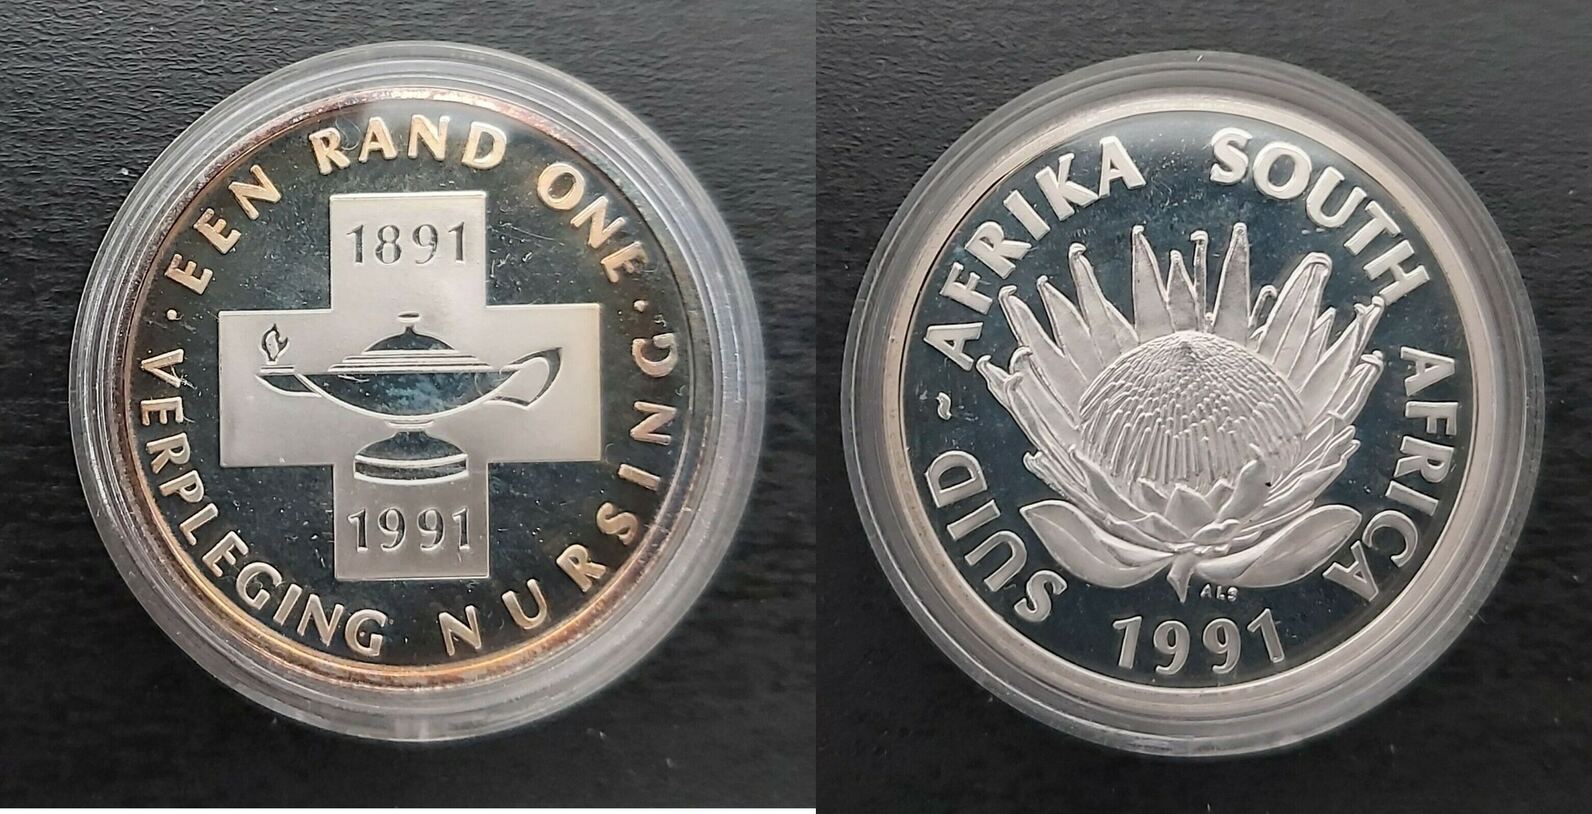 · EEN RAND ONE ·
VERPLEGING NURSING
1891
1991
SUID ~ AFRIKA SOUTH AFRICA
1991
ALS